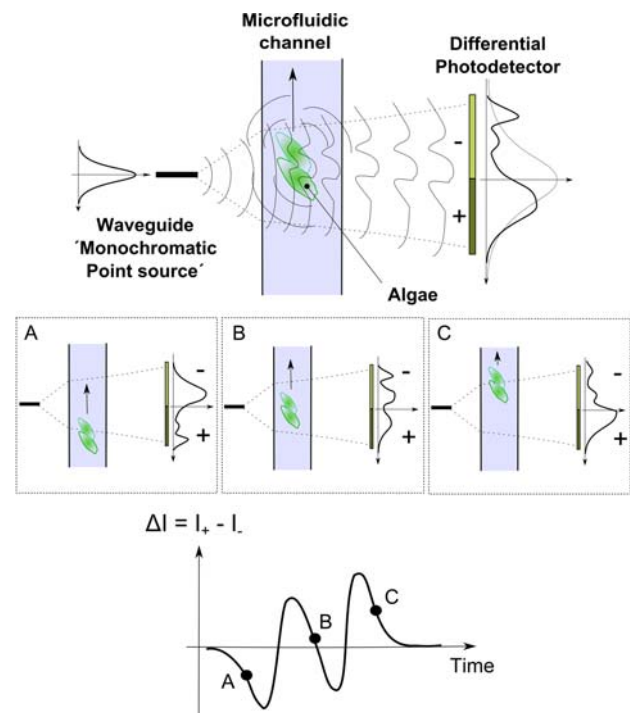 Microfluidic
channel
Differential
Photodetector
-
+
Waveguide
´Monochromatic
Point source´
Algae
A
-
+
B
-
+
C
-
+
ΔI = I+ - I-
A
B
C
Time